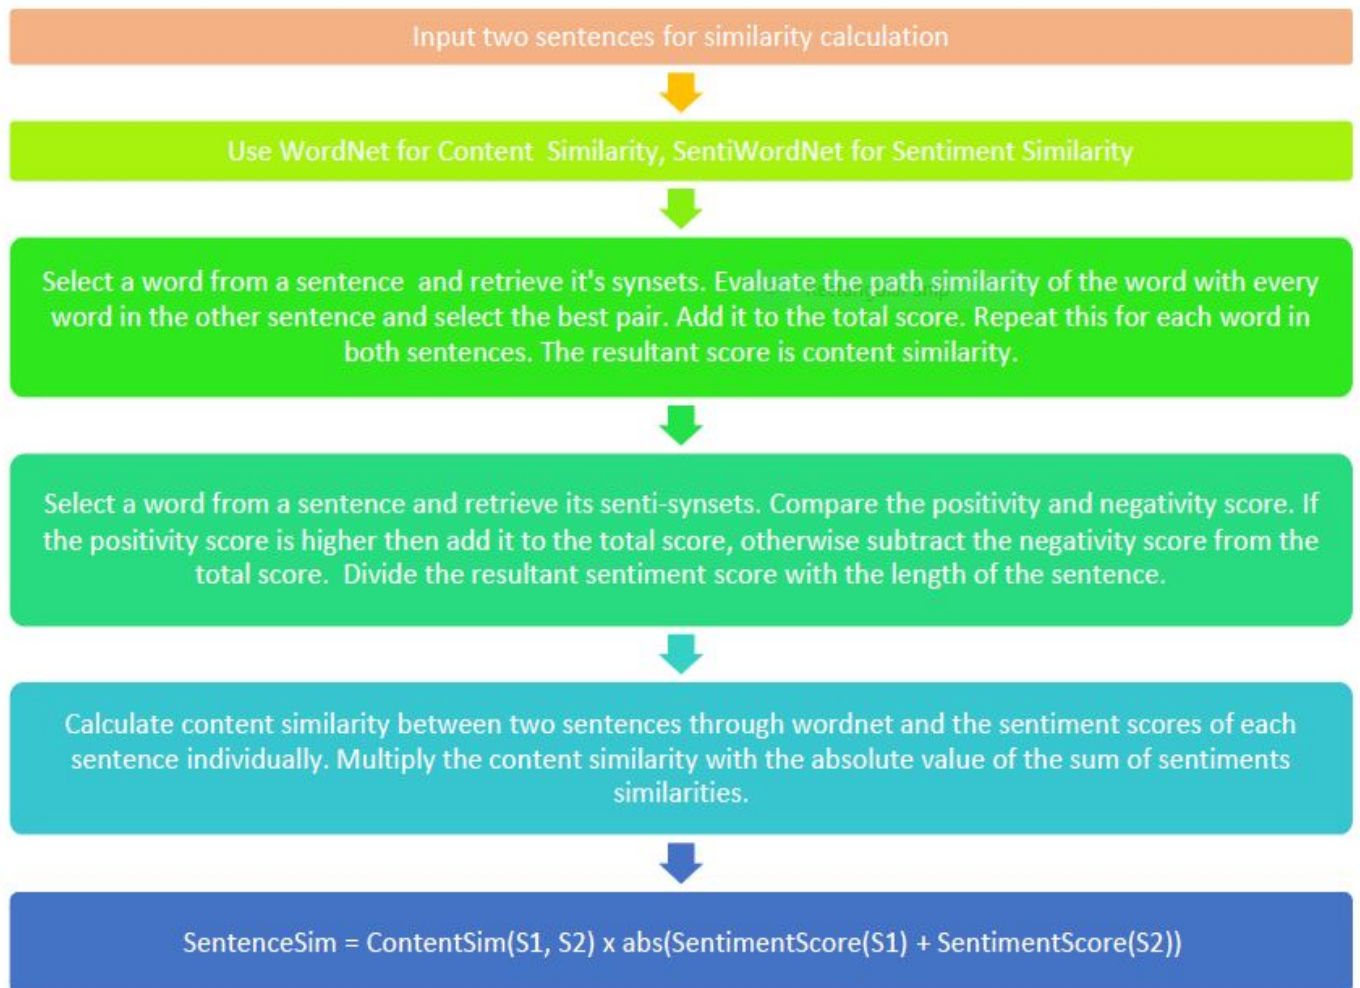 Input two sentences for similarity calculation
Use WordNet for Content  Similarity, SentiWordNet for Sentiment Similarity
Select a word from a sentence  and retrieve it's synsets. Evaluate the path similarity of the word with every
word in the other sentence and select the best pair. Add it to the total score. Repeat this for each word in
both sentences. The resultant score is content similarity.
Rectangular Snip
Select a word from a sentence and retrieve its senti-synsets. Compare the positivity and negativity score. If
the positivity score is higher then add it to the total score, otherwise subtract the negativity score from the
total score.  Divide the resultant sentiment score with the length of the sentence.
Calculate content similarity between two sentences through wordnet and the sentiment scores of each
sentence individually. Multiply the content similarity with the absolute value of the sum of sentiments
similarities.
SentenceSim = ContentSim(S1, S2) x abs(SentimentScore(S1) + SentimentScore(S2))